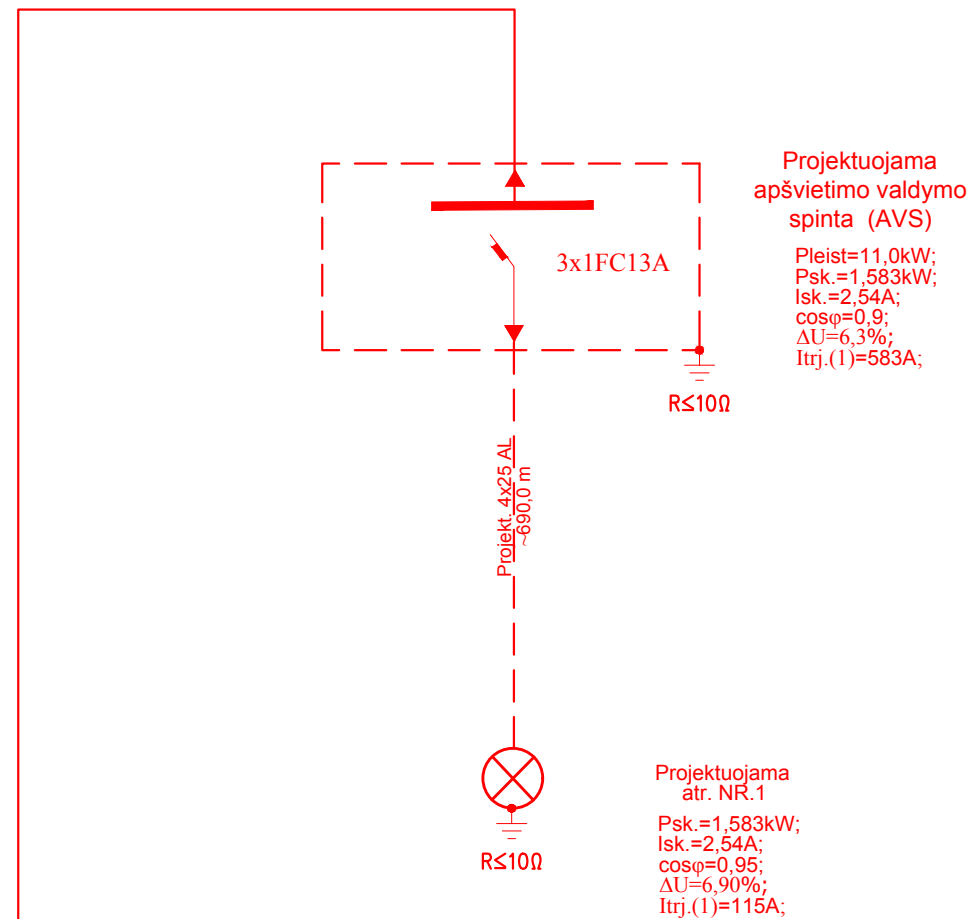 Projektuojama
apšvietimo valdymo
spinta (AVS)
Pleist=11,0kW;
Psk.=1,583kW;
Isk.=2,54A;
cosφ=0,9;
ΔU=6,3%;
Itrj.(1)=583A;
3x1FC13A
R≤10Ω
Projekt. 4x25 AL
~690,0 m
Projektuojama
atr. NR.1
Psk.=1,583kW;
Isk.=2,54A;
cosφ=0,95;
ΔU=6,90%;
Itrj.(1)=115A;
R≤10Ω